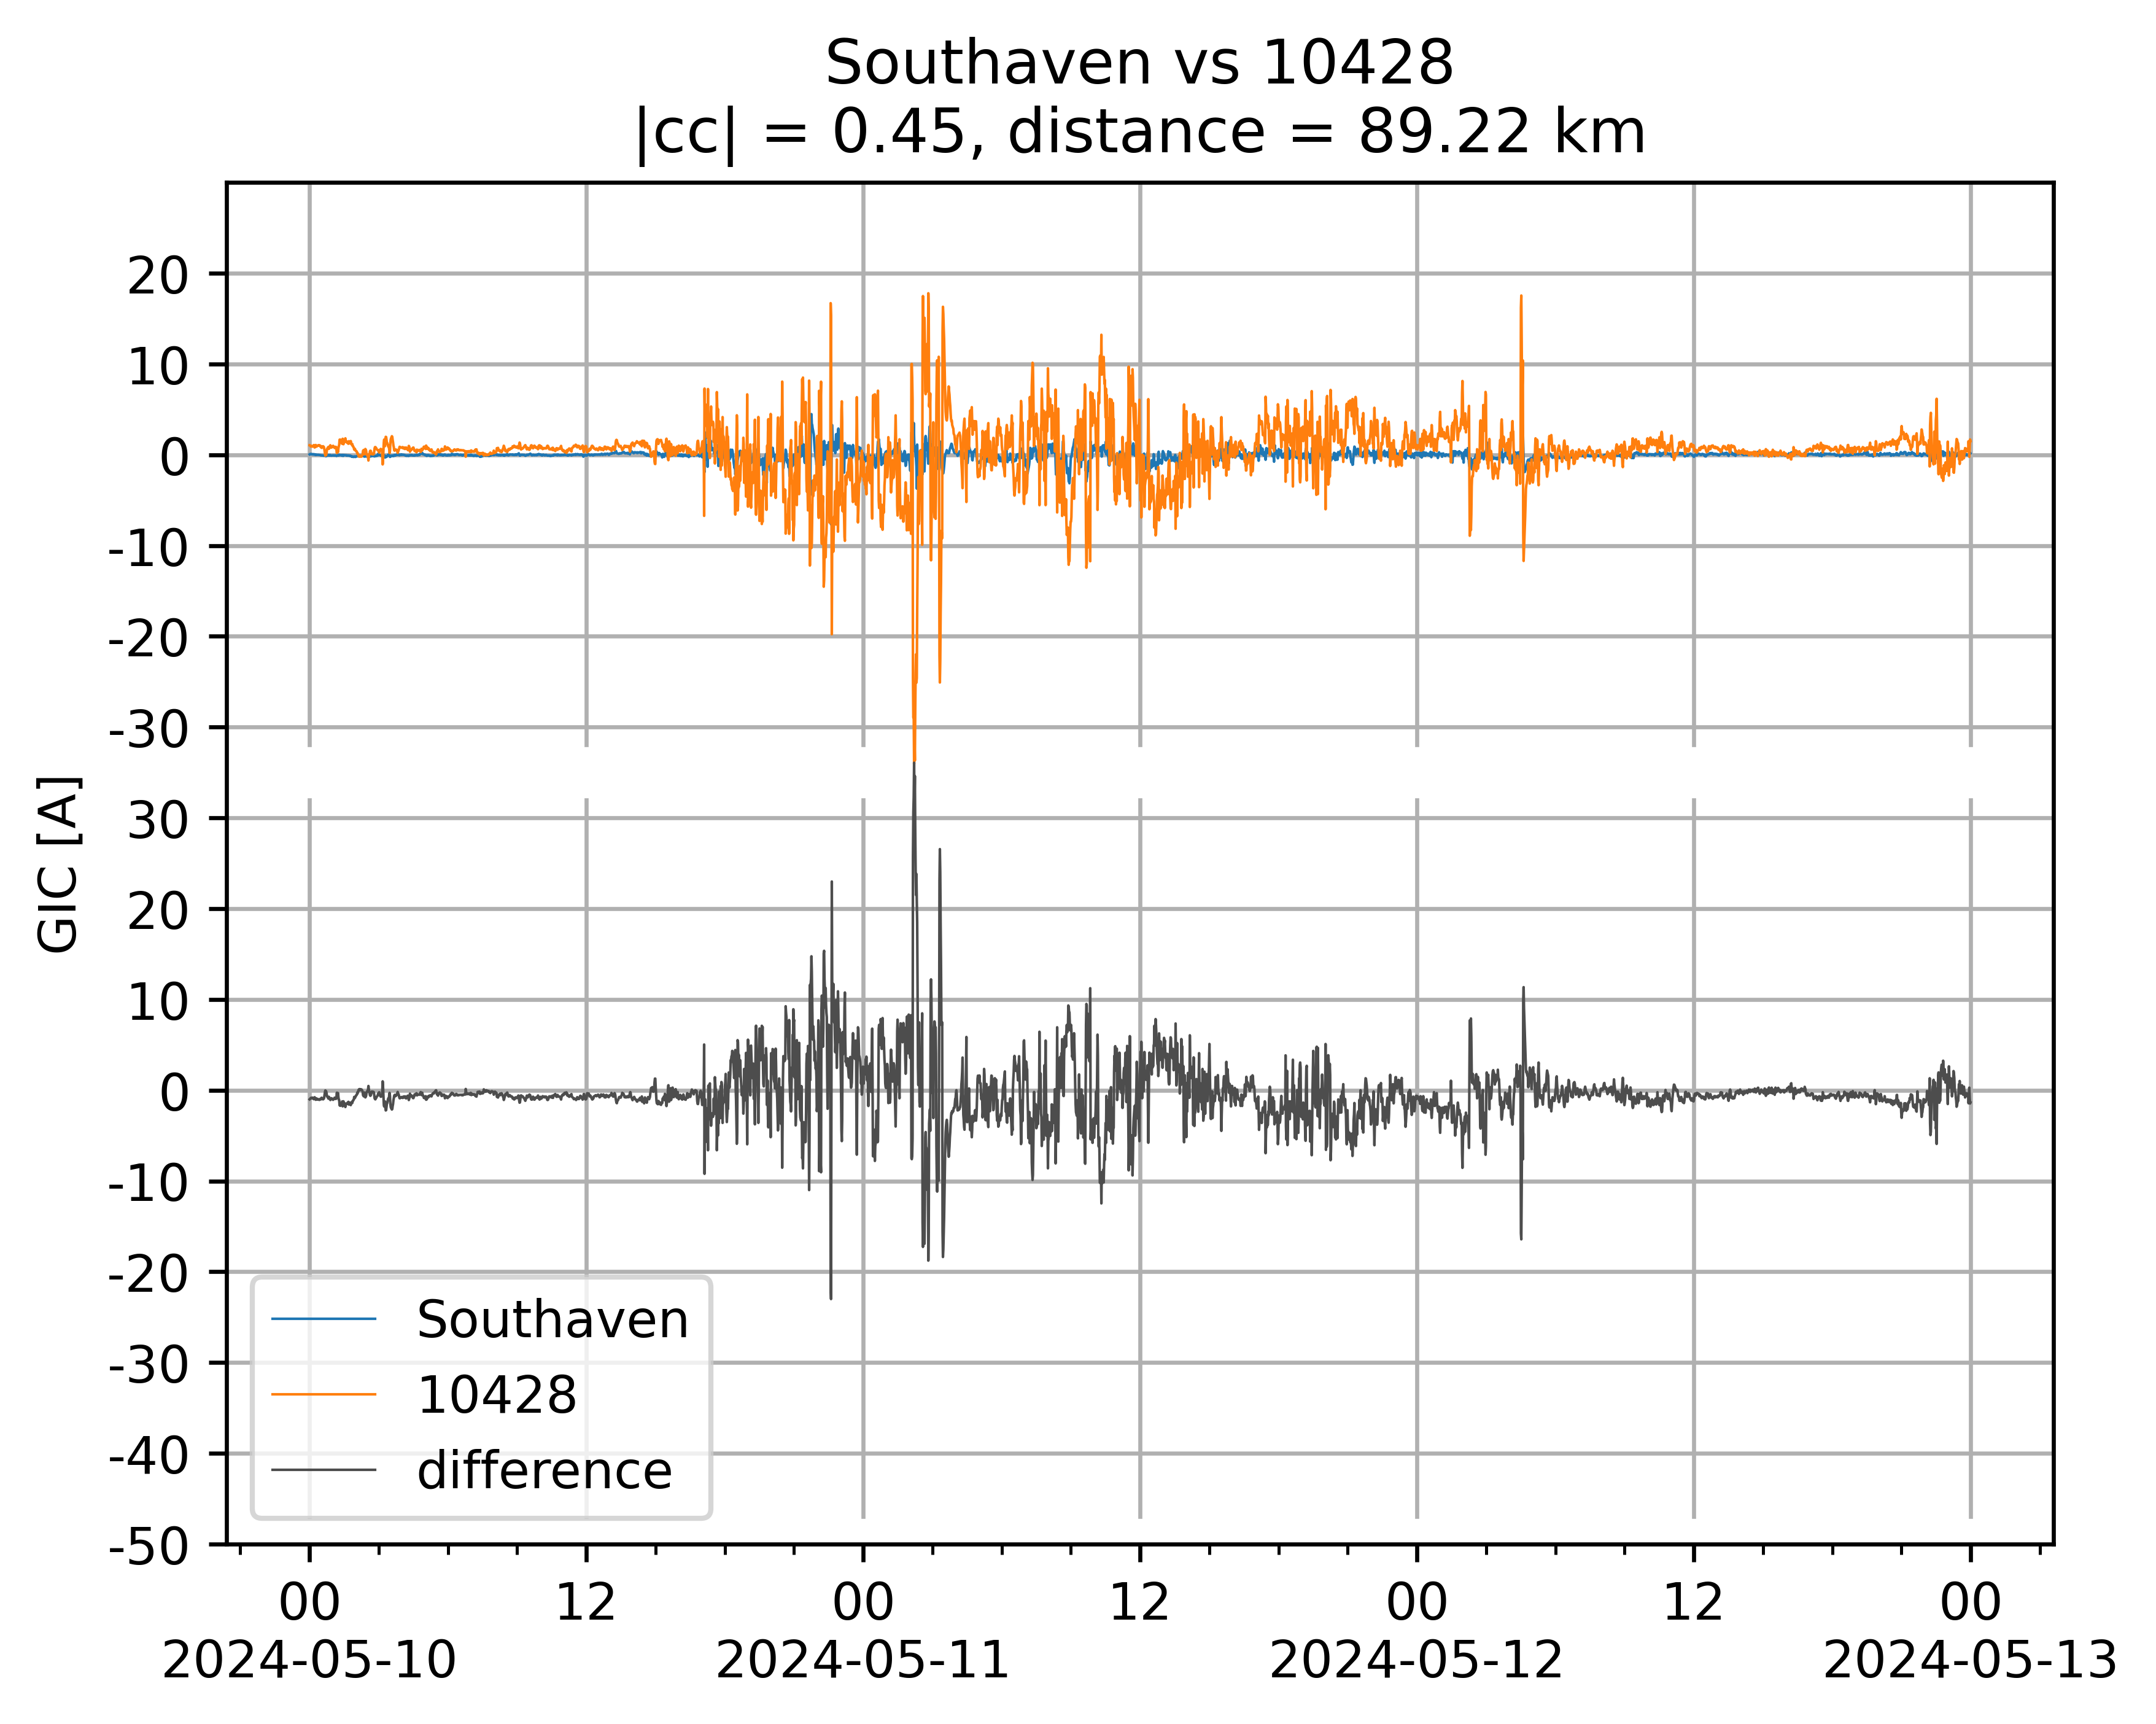 Southaven vs 10428
|cc| = 0.45, distance = 89.22 km
GIC [A]
20
10
0
-10
-20
-30
30
20
10
0
-10
-20
-30
-40
-50
Southaven
10428
difference
00 12 00 12 00 12 00
2024-05-10 2024-05-11 2024-05-12 2024-05-13